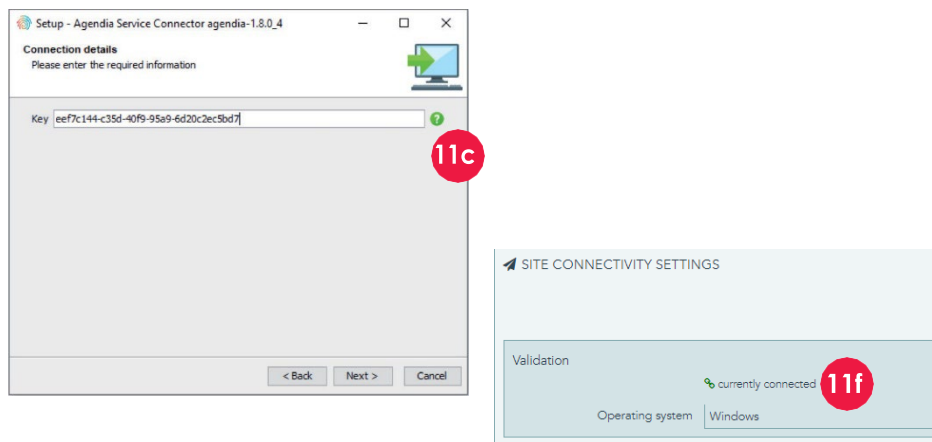 Setup - Agendia Service Connector agendia-1.8.0_4
Connection details
Please enter the required information
Key eef7c144-c35d-40f9-95a9-6d20c2ec5bd7
11c
< Back Next > Cancel
SITE CONNECTIVITY SETTINGS
Validation
currently connected 11f
Operating system Windows